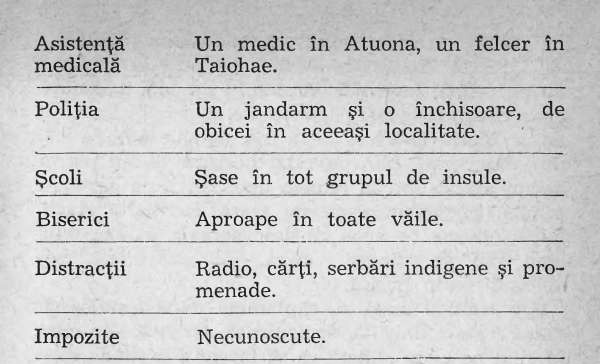 Asistență Un medic în Atuona, un felcer în
medicală Taiohae.
Poliția Un jandarm și o închisoare, de
obicei în aceeași localitate.
Școli Șase în tot grupul de insule.
Biserici Aproape în toate văile.
Distracții Radio, cărți, serbări indigene și pro-
menade.
Impozite Necunoscute.